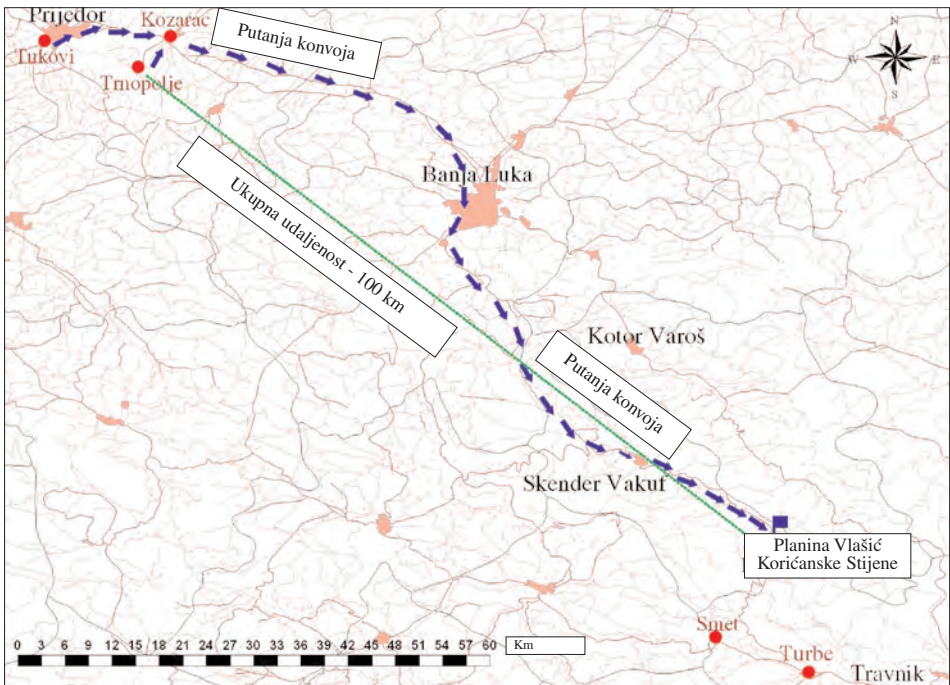 Prijedor
Kozarac
Tukovi
Trnopolje
Putanja konvoja
N
W
E
S
Banja Luka
Ukupna udaljenost - 100 km
Kotor Varoš
Putanja konvoja
Skender Vakuf
Planina Vlašić
Korićanske Stijene
Smet
Turbe
Travnik
0 3 6 9 12 15 18 21 24 27 30 33 36 39 42 45 48 51 54 57 60
Km